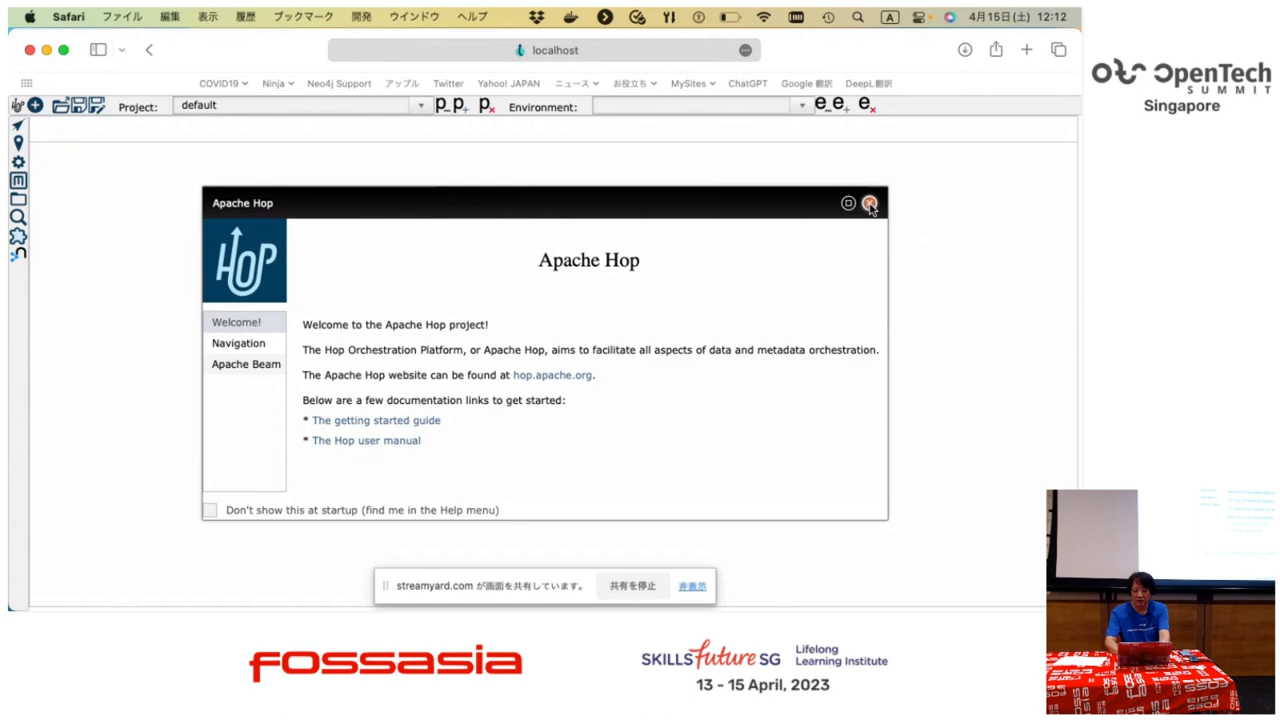 Safari ファイル 編集 表示 履歴 ブックマーク 開発 ウインドウ ヘルプ A 4月15日(土) 12:12
localhost
COVID19 Ninja Neo4j Support アップル Twitter Yahoo! JAPAN ニュース お役立ち MySites ChatGPT Google 翻訳 DeepL翻訳
Project: default Environment:
OpenTech
SUMMIT
Singapore
Apache Hop
HOP
Apache Hop
Welcome!
Navigation
Apache Beam
Welcome to the Apache Hop project!
The Hop Orchestration Platform, or Apache Hop, aims to facilitate all aspects of data and metadata orchestration.
The Apache Hop website can be found at hop.apache.org.
Below are a few documentation links to get started:
* The getting started guide
* The Hop user manual
Don't show this at startup (find me in the Help menu)
streamyard.com が画面を共有しています。 共有を停止 非表示
FOSSASIA
SKILLSfuture SG Lifelong
Learning Institute
13 - 15 April, 2023